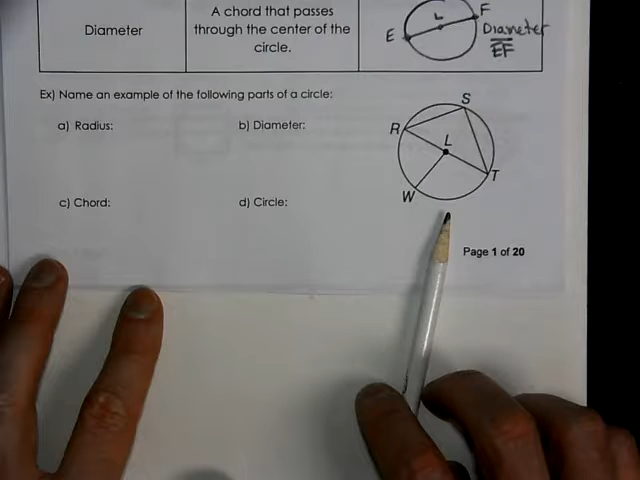 Diameter
A chord that passes
through the center of the
circle.
E
L
F
Diameter
EF
Ex) Name an example of the following parts of a circle:
a) Radius:
b) Diameter:
c) Chord:
d) Circle:
S
R
L
T
W
Page 1 of 20